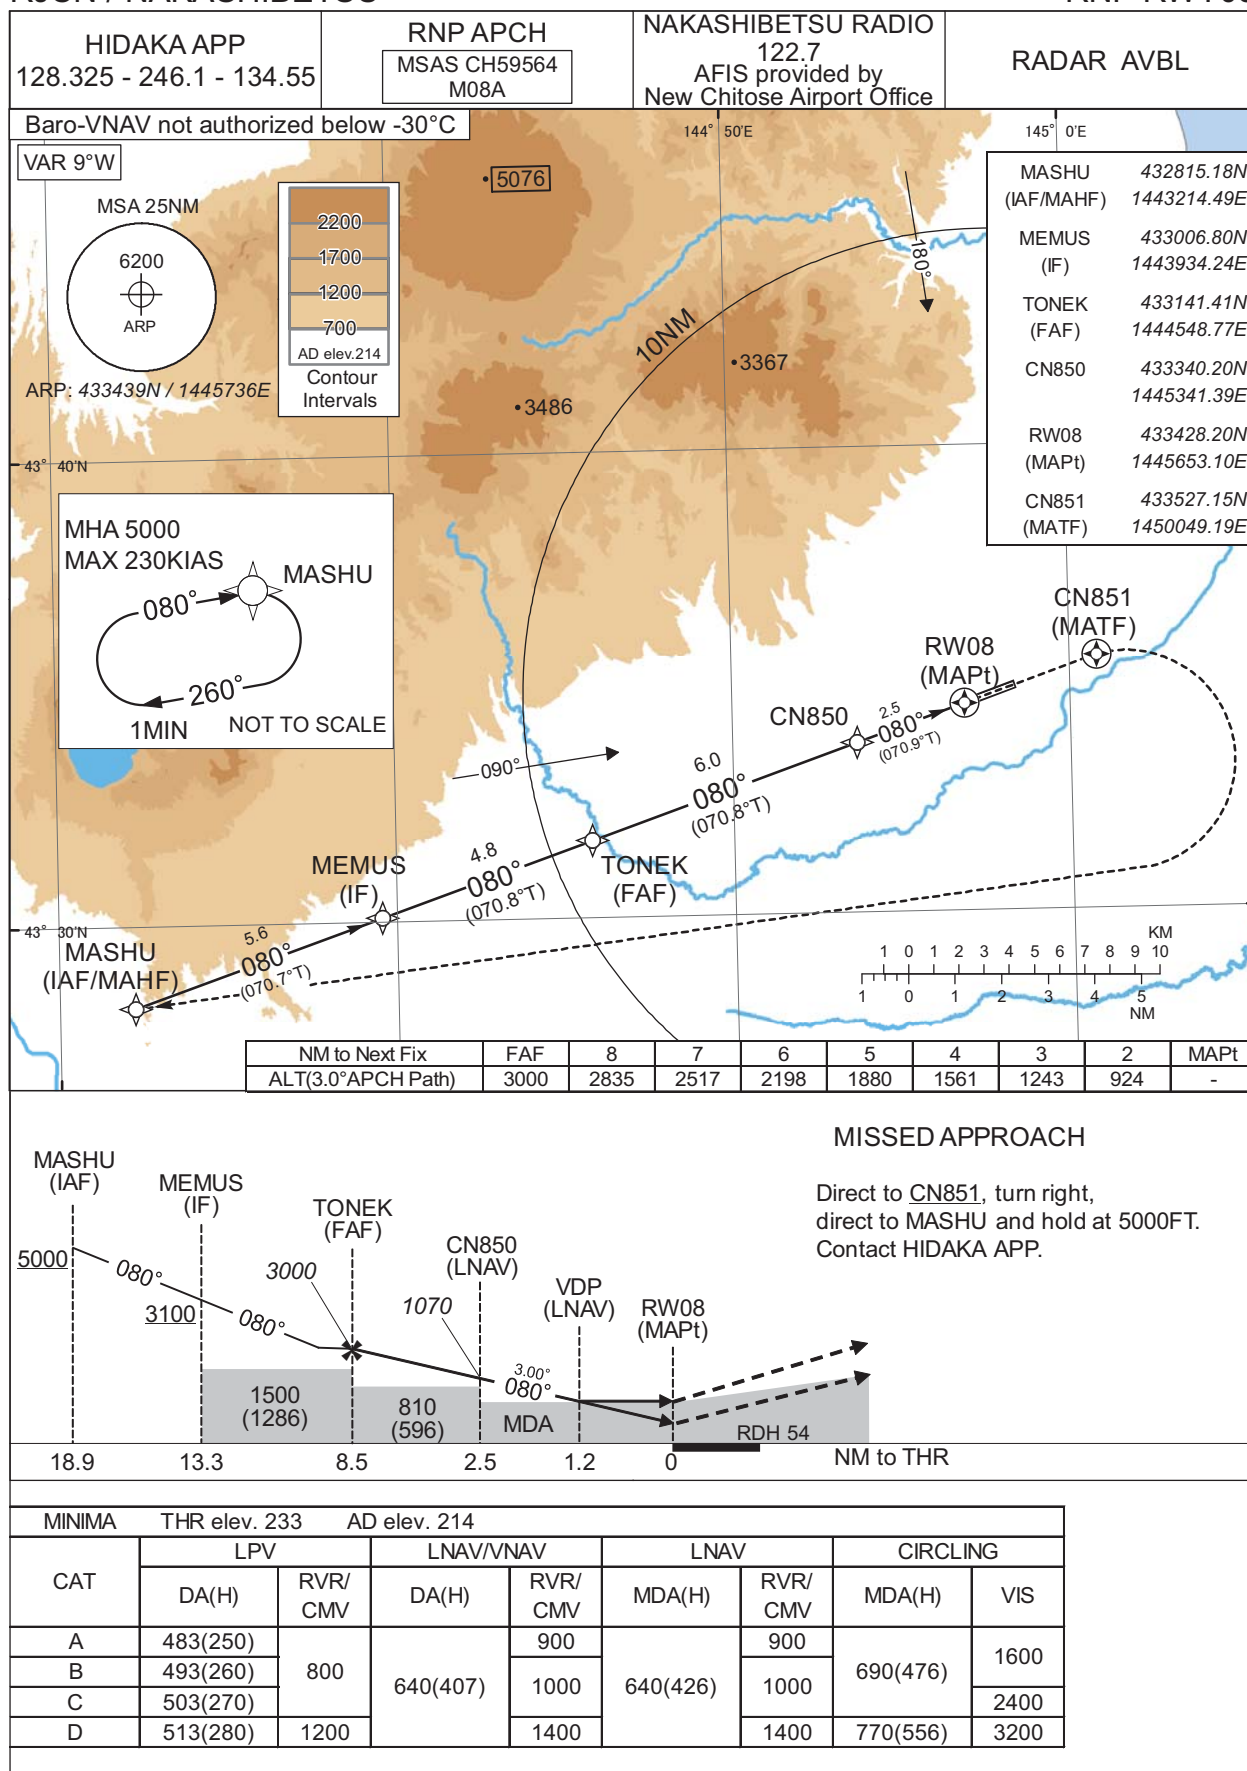 HIDAKA APP
128.325 - 246.1 - 134.55
RNP APCH
MSAS CH59564
M08A
NAKASHIBETSU RADIO
122.7
AFIS provided by
New Chitose Airport Office
RADAR AVBL
Baro-VNAV not authorized below -30°C
VAR 9°W
MSA 25NM
6200
ARP
ARP: 433439N / 1445736E
2200
1700
1200
700
AD elev.214
Contour
Intervals
5076
144° 50'E
145° 0'E
180°
10NM
3367
3486
MASHU 432815.18N
(IAF/MAHF) 1443214.49E
MEMUS 433006.80N
(IF) 1443934.24E
TONEK 433141.41N
(FAF) 1444548.77E
CN850 433340.20N
1445341.39E
RW08 433428.20N
(MAPt) 1445653.10E
CN851 433527.15N
(MATF) 1450049.19E
43° 40'N
MHA 5000
MAX 230KIAS
MASHU
080°
260°
1MIN
NOT TO SCALE
CN851
(MATF)
RW08
(MAPt)
CN850
2.5
080°
(070.9°T)
090°
6.0
080°
(070.8°T)
MEMUS
(IF)
4.8
080°
(070.8°T)
TONEK
(FAF)
43° 30'N
MASHU
(IAF/MAHF)
5.6
080°
(070.7°T)
KM
1 0 1 2 3 4 5 6 7 8 9 10
1 0 1 2 3 4 5
NM
NM to Next Fix FAF 8 7 6 5 4 3 2 MAPt
ALT(3.0°APCH Path) 3000 2835 2517 2198 1880 1561 1243 924 -
MISSED APPROACH
Direct to CN851, turn right,
direct to MASHU and hold at 5000FT.
Contact HIDAKA APP.
MASHU
(IAF)
MEMUS
(IF)
TONEK
(FAF)
CN850
(LNAV)
VDP
(LNAV)
RW08
(MAPt)
5000
080°
3100
080°
3000
1070
3.00°
080°
1500
(1286)
810
(596)
MDA
RDH 54
18.9 13.3 8.5 2.5 1.2 0 NM to THR
MINIMA THR elev. 233 AD elev. 214
CAT LPV LNAV/VNAV LNAV CIRCLING
DA(H) RVR/ CMV DA(H) RVR/ CMV MDA(H) RVR/ CMV MDA(H) VIS
A 483(250) 800 640(407) 900 640(426) 900 690(476) 1600
B 493(260) 1000 1000
C 503(270) 2400
D 513(280) 1200 1400 1400 770(556) 3200